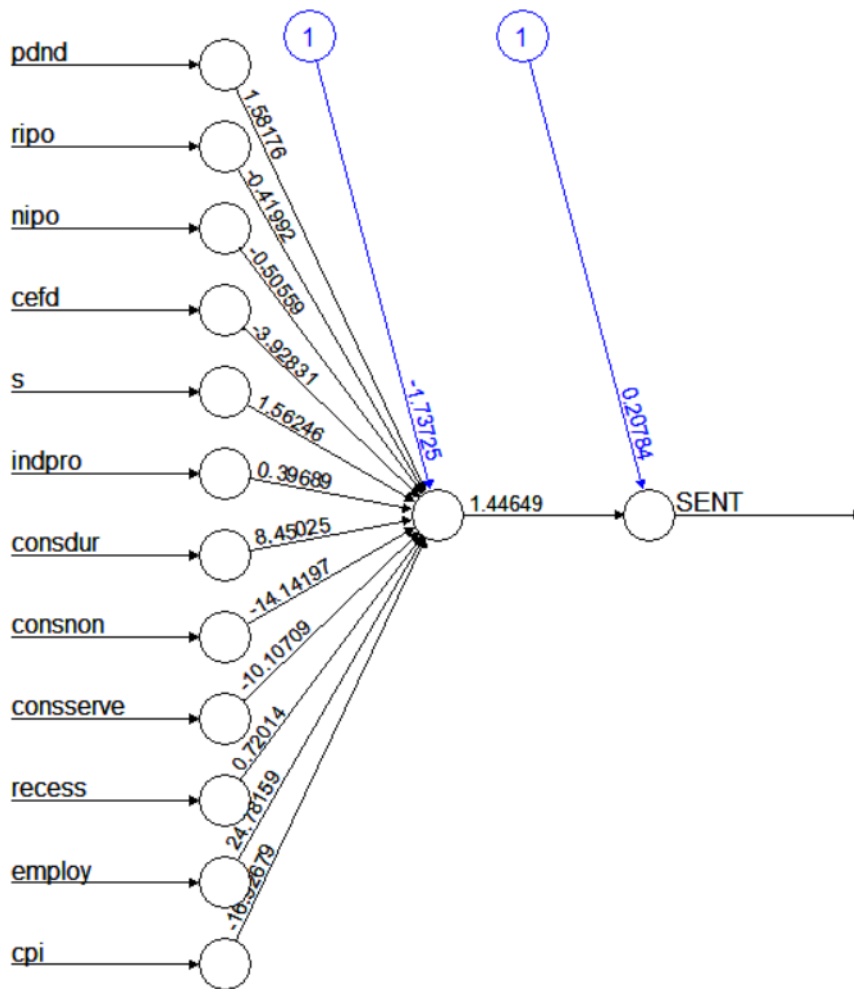 1
1
pdnd
1.58176
ripo
-0.41992
nipo
-0.50559
cefd
-3.92831
s
1.56246
indpro
0.39689
consdur
8.45025
consnon
-14.14197
consserve
-10.10709
recess
0.72014
employ
24.78159
cpi
-16.92679
-1.73725
0.20784
1.44649
SENT